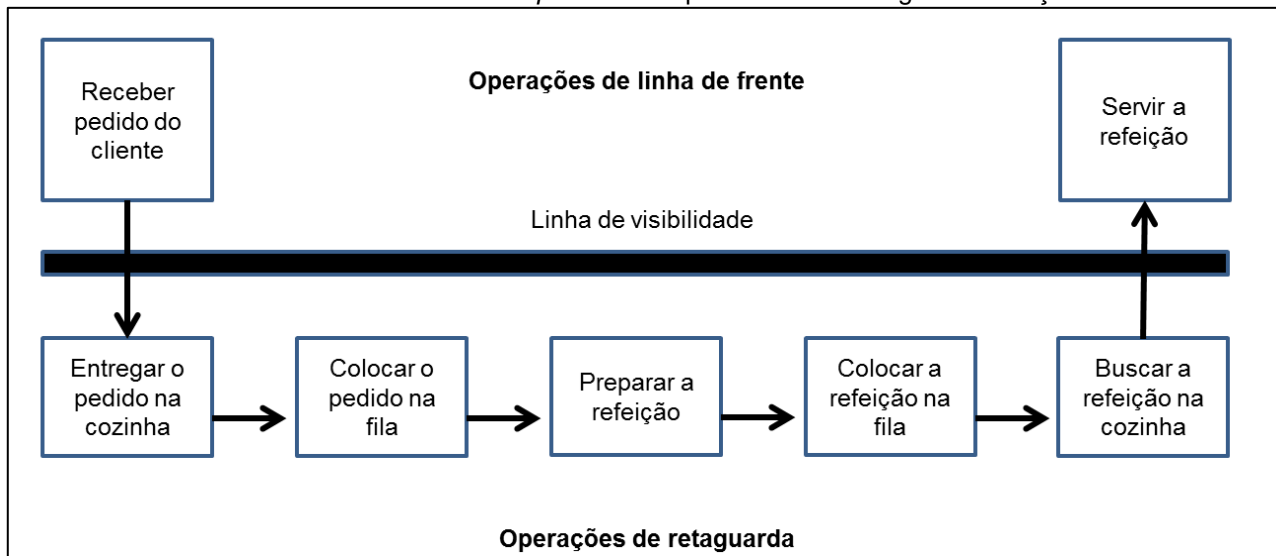 Receber
pedido do
cliente
Operações de linha de frente
Servir a
refeição
Linha de visibilidade
Entregar o
pedido na
cozinha
Colocar o
pedido na
fila
Preparar a
refeição
Colocar a
refeição na
fila
Buscar a
refeição na
cozinha
Operações de retaguarda